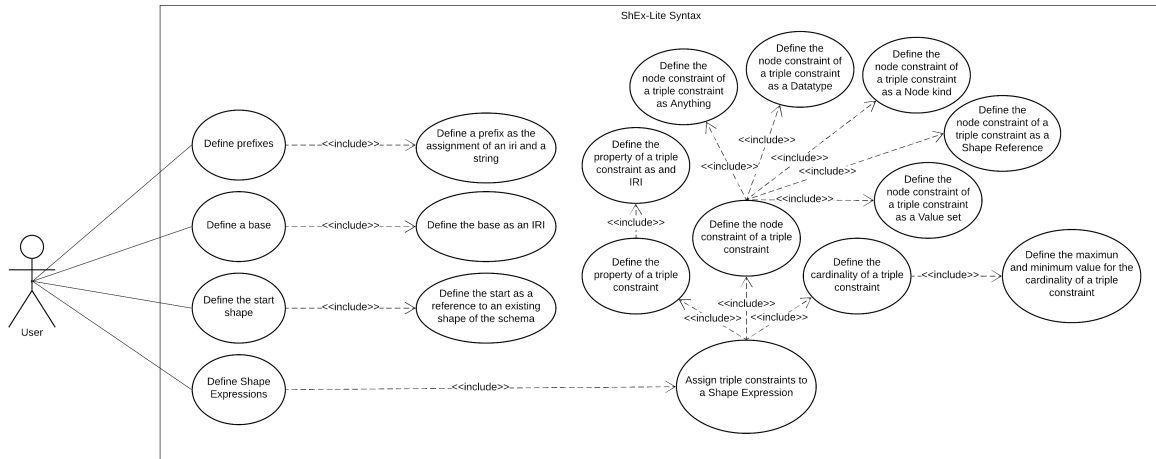 ShEx-Lite Syntax
User
Define prefixes
<<include>>
Define a prefix as the
assignment of an iri and a
string
Define a base
<<include>>
Define the base as an IRI
Define the start
shape
<<include>>
Define the start as a
reference to an existing
shape of the schema
Define Shape
Expressions
<<include>>
Assign triple constraints to
a Shape Expression
<<include>>
<<include>>
<<include>>
Define the
property of a triple
constraint
<<include>>
Define the
property of a triple
constraint as and
IRI
Define the node
constraint of a triple
constraint
<<include>>
Define the
node constraint of
a triple constraint
as Anything
<<include>>
Define the
node constraint of
a triple constraint
as a Datatype
<<include>>
Define the
node constraint of
a triple constraint
as a Node kind
<<include>>
Define the
node constraint of a
triple constraint as a
Shape Reference
<<include>>
Define the
node constraint of
a triple constraint
as a Value set
Define the
cardinality of a triple
constraint
<<include>>
Define the maximun
and minimum value for the
cardinality of a triple
constraint